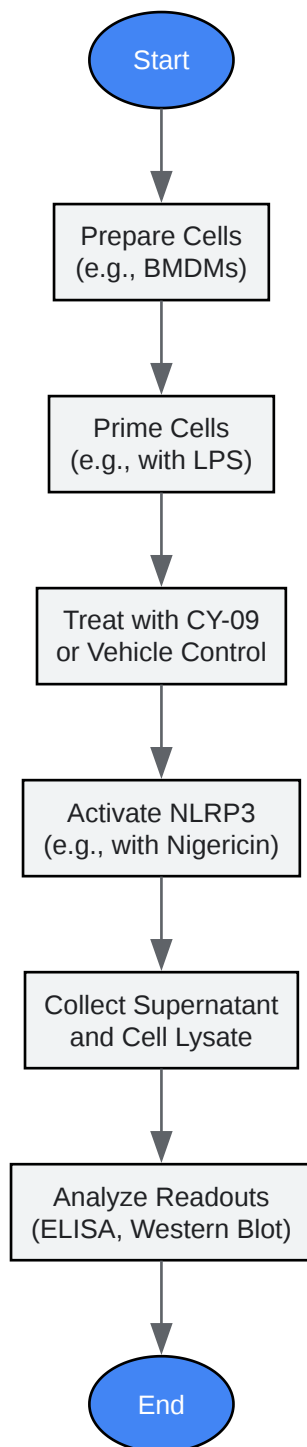 Start
Prepare Cells
(e.g., BMDMs)
Prime Cells
(e.g., with LPS)
Treat with CY-09
or Vehicle Control
Activate NLRP3
(e.g., with Nigericin)
Collect Supernatant
and Cell Lysate
Analyze Readouts
(ELISA, Western Blot)
End